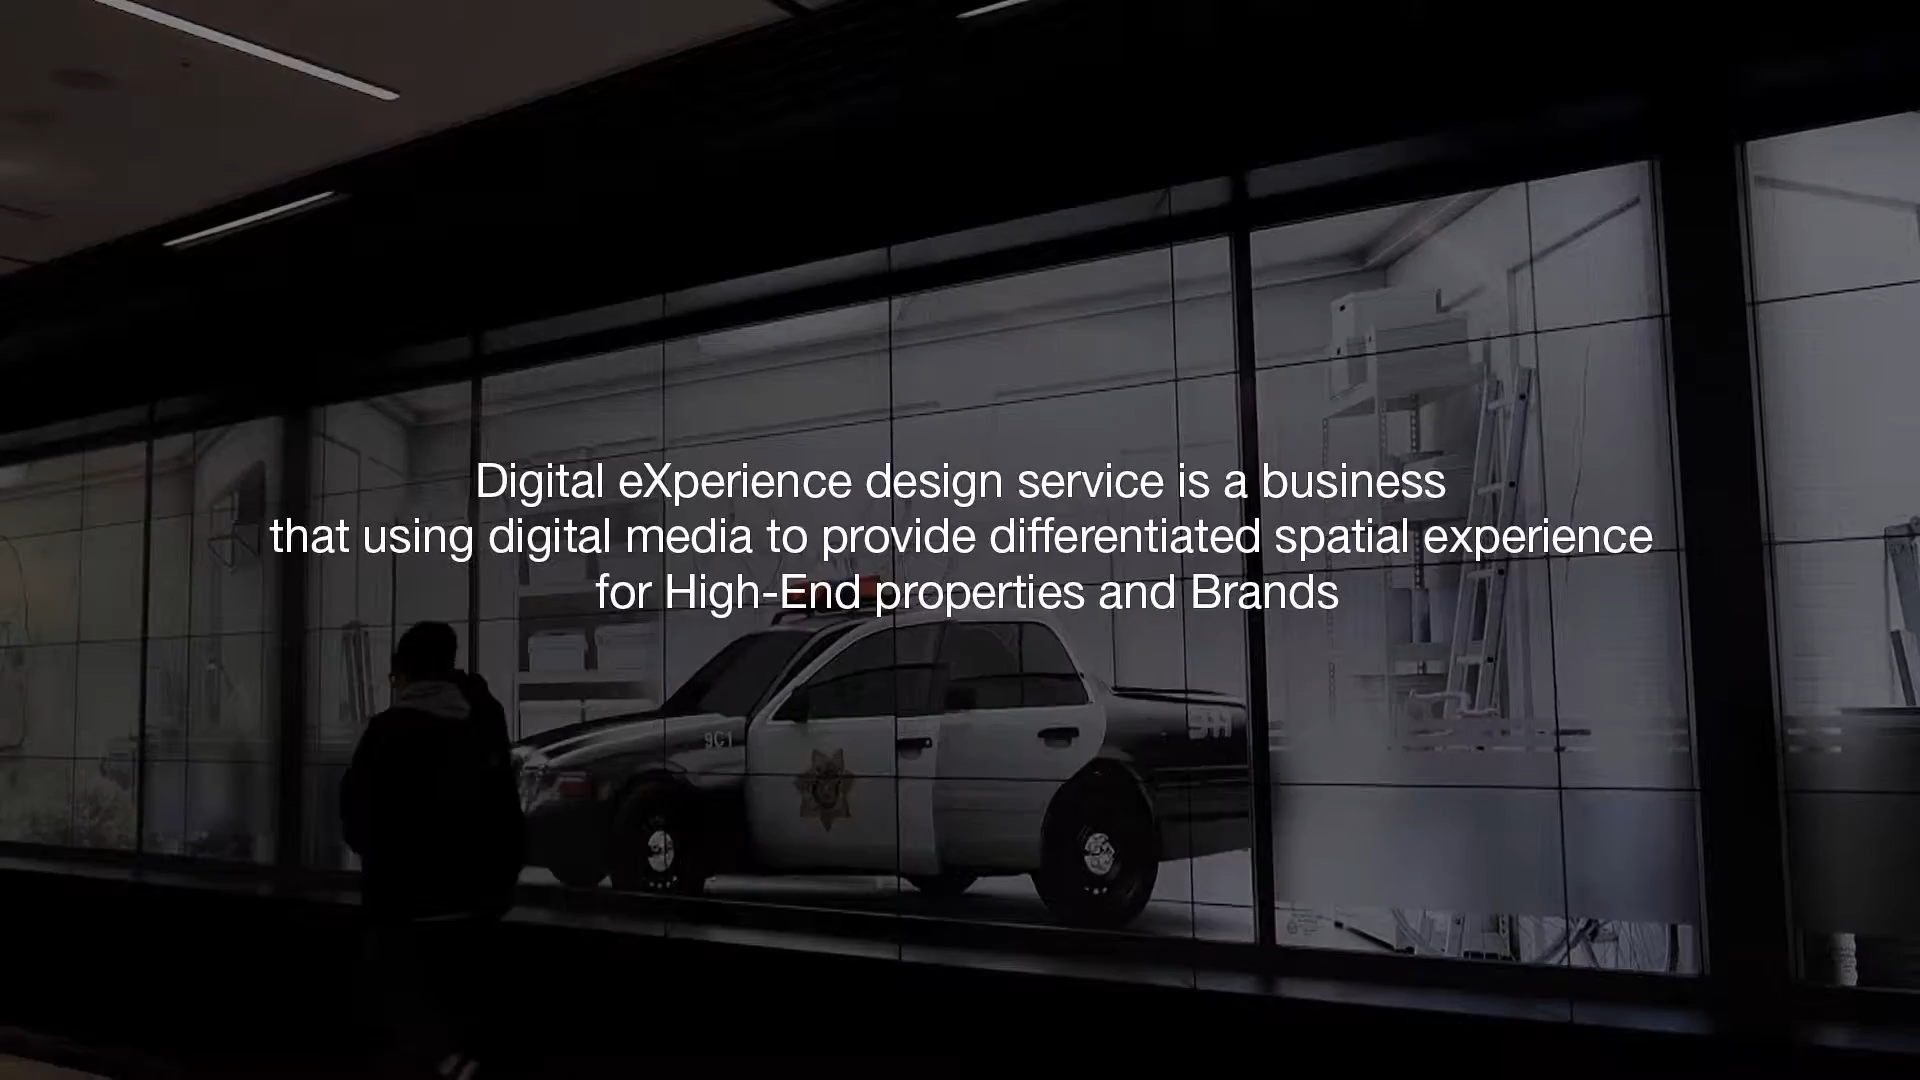 Digital eXperience design service is a business
that using digital media to provide differentiated spatial experience
for High-End properties and Brands
9C1